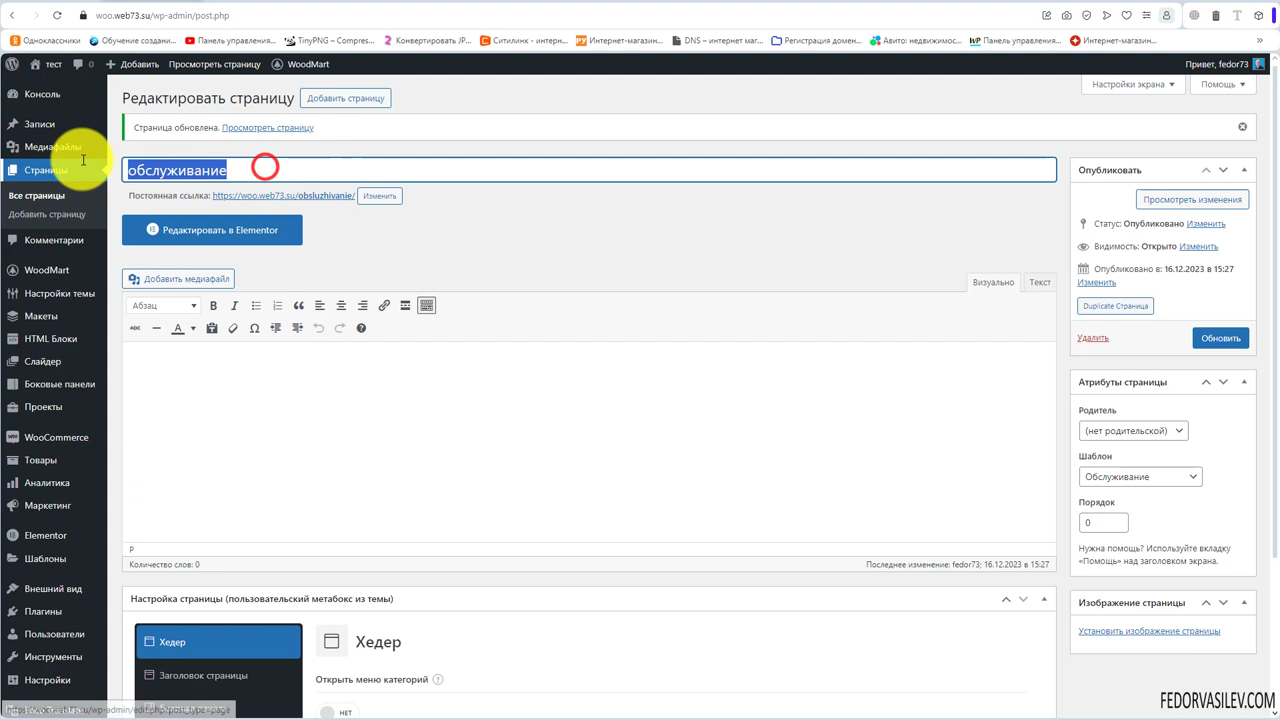 woo.web73.su/wp-admin/post.php
Одноклассники
Обучение создани...
Панель управления...
TinyPNG – Compres...
Конвертировать JP...
Ситилинк - интерн...
Интернет-магазин...
DNS – интернет маг...
Регистрация домен...
Авито: недвижимос...
Панель управления...
Интернет-магазин...
тест
0
Добавить
Просмотреть страницу
WoodMart
Привет, fedor73
Консоль
Записи
Медиафайлы
Страницы
Все страницы
Добавить страницу
Комментарии
WoodMart
Настройки темы
Макеты
HTML Блоки
Слайдер
Боковые панели
Проекты
WooCommerce
Товары
Аналитика
Маркетинг
Elementor
Шаблоны
Внешний вид
Плагины
Пользователи
Инструменты
Настройки
Настройки экрана
Помощь
Редактировать страницу
Добавить страницу
Страница обновлена. Просмотреть страницу
обслуживание
Постоянная ссылка: https://woo.web73.su/obsluzhivanie/
Изменить
Редактировать в Elementor
Добавить медиафайл
Визуально
Текст
Абзац
p
Количество слов: 0
Последнее изменение: fedor73; 16.12.2023 в 15:27
Настройка страницы (пользовательский метабокс из темы)
Хедер
Заголовок страницы
Хедер
Открыть меню категорий
НЕТ
Опубликовать
Просмотреть изменения
Статус: Опубликовано Изменить
Видимость: Открыто Изменить
Опубликовано в: 16.12.2023 в 15:27
Изменить
Duplicate Страница
Удалить
Обновить
Атрибуты страницы
Родитель
(нет родительской)
Шаблон
Обслуживание
Порядок
0
Нужна помощь? Используйте вкладку
«Помощь» над заголовком экрана.
Изображение страницы
Установить изображение страницы
FEDORVASILEV.COM